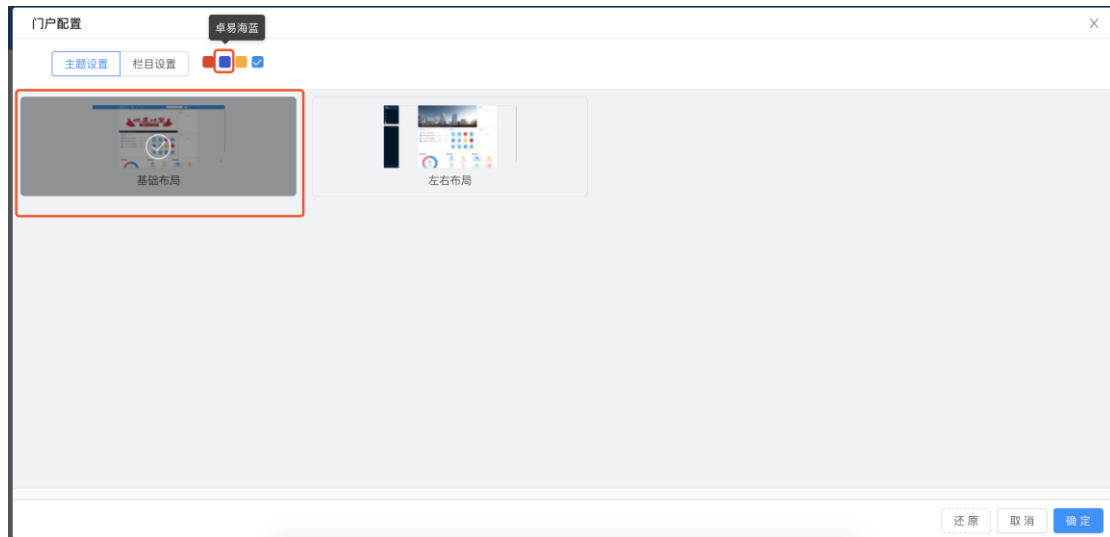 门户配置
卓易海蓝
主题设置
栏目设置
基础布局
左右布局
还原
取消
确定